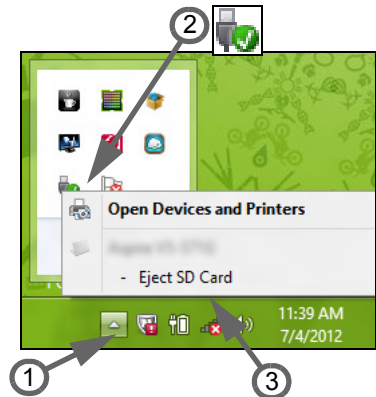 2
Open Devices and Printers
- Eject SD Card
11:39 AM
7/4/2012
1
3